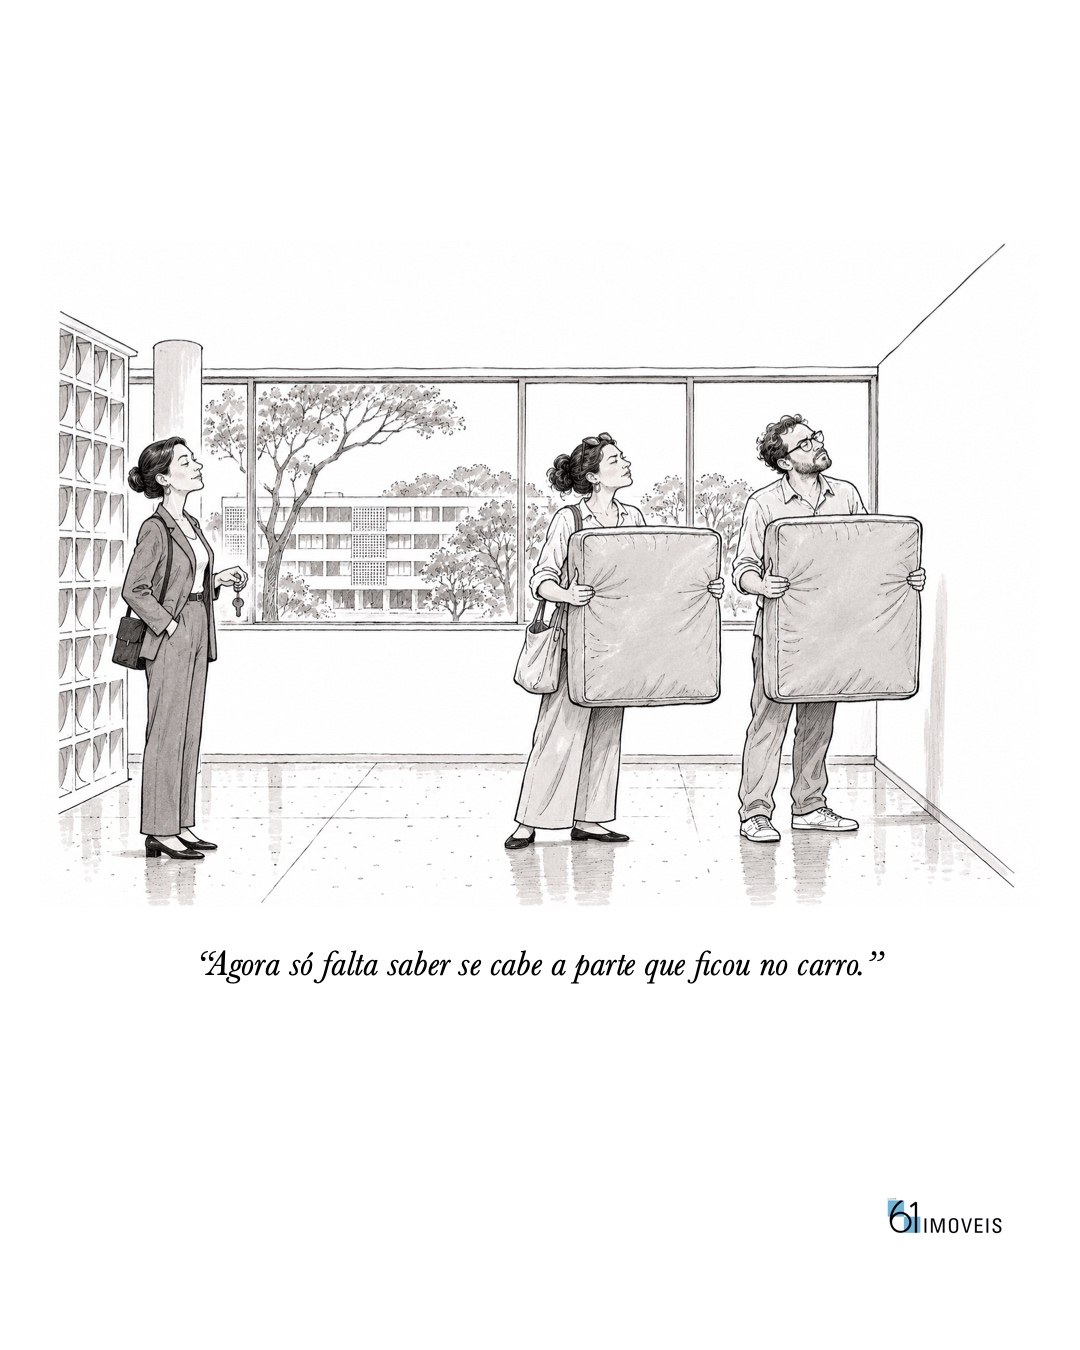 “Agora só falta saber se cabe a parte que ficou no carro.”
61 IMOVEIS